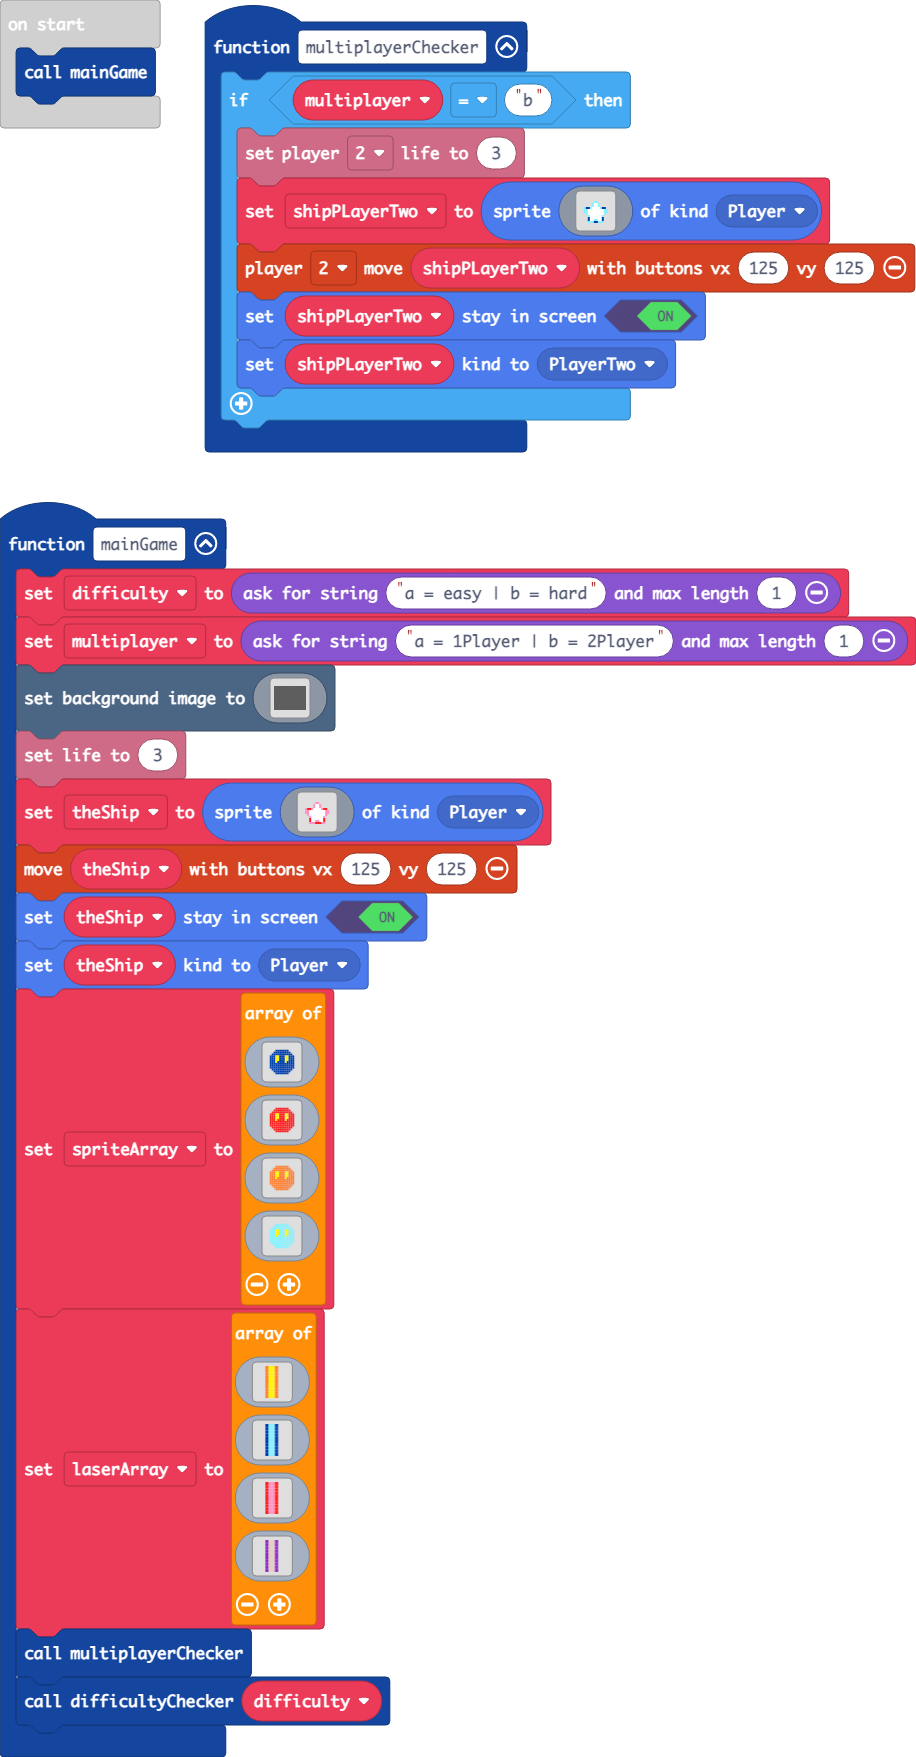 on start
call mainGame
function multiplayerChecker
if multiplayer = "b" then
set player 2 life to 3
set shipPLayerTwo to sprite of kind Player
player 2 move shipPLayerTwo with buttons vx 125 vy 125
set shipPLayerTwo stay in screen ON
set shipPLayerTwo kind to PlayerTwo
function mainGame
set difficulty to ask for string "a = easy | b = hard" and max length 1
set multiplayer to ask for string "a = 1Player | b = 2Player" and max length 1
set background image to
set life to 3
set theShip to sprite of kind Player
move theShip with buttons vx 125 vy 125
set theShip stay in screen ON
set theShip kind to Player
array of
set spriteArray to
array of
set laserArray to
call multiplayerChecker
call difficultyChecker difficulty